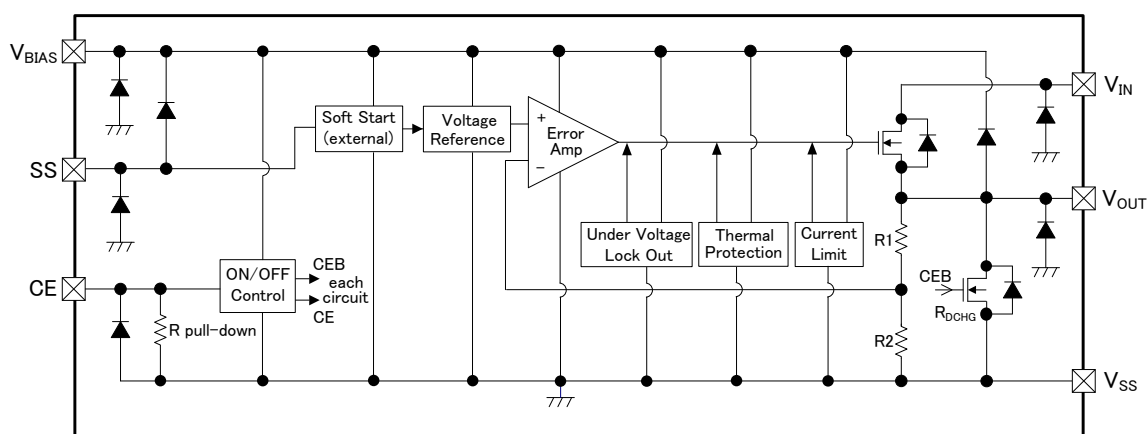 VBIAS
VIN
Soft Start
(external)
Voltage
Reference
+
Error
Amp
−
SS
VOUT
Under Voltage
Lock Out
Thermal
Protection
Current
Limit
R1
CE
ON/OFF
Control
CEB
each
circuit
CE
CEB
RDCHG
R pull-down
R2
VSS